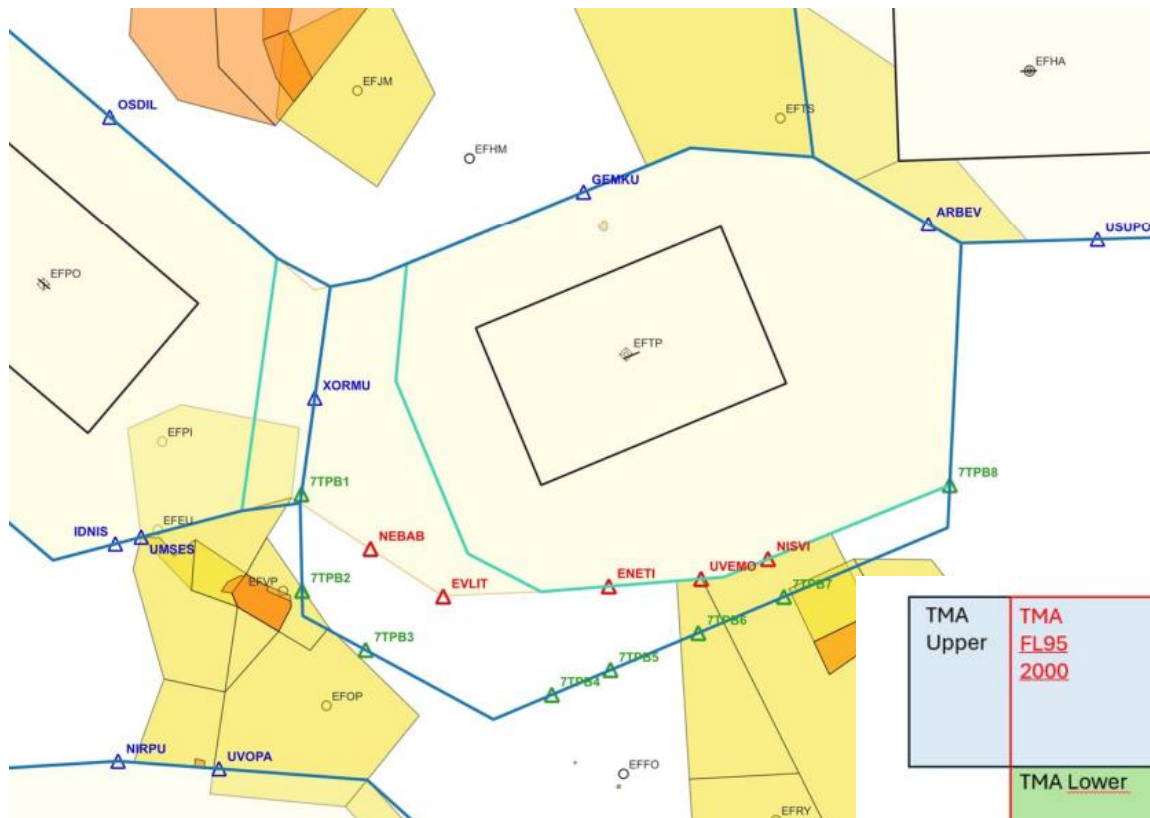 OSDIL
EFJM
EFHM
EFTS
EFHA
GEMKU
ARBEV
USUPO
EFPO
EFTP
XORMU
EFPI
7TPB1
7TPB8
EFEU
IDNIS
UMSES
NEBAB
NISVI
ENETI
UVEMO
EFVP
7TPB2
EVLIT
7TPB7
7TPB3
7TPB6
7TPB5
7TPB4
EFOP
NIRPU
UVOPA
EFFO
EFRY
TMA
Upper
TMA
FL95
2000
TMA Lower